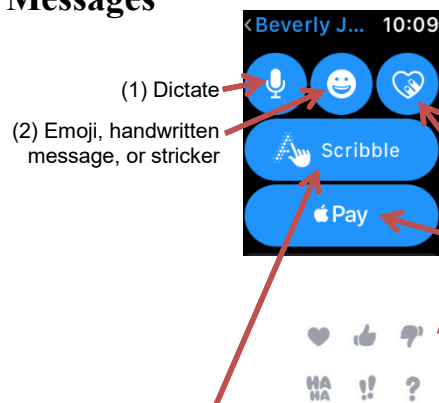 Messages
<Beverly J... 10:09
(1) Dictate
(2) Emoji, handwritten
message, or stricker
Scribble
Pay
HA
HA
!!
?